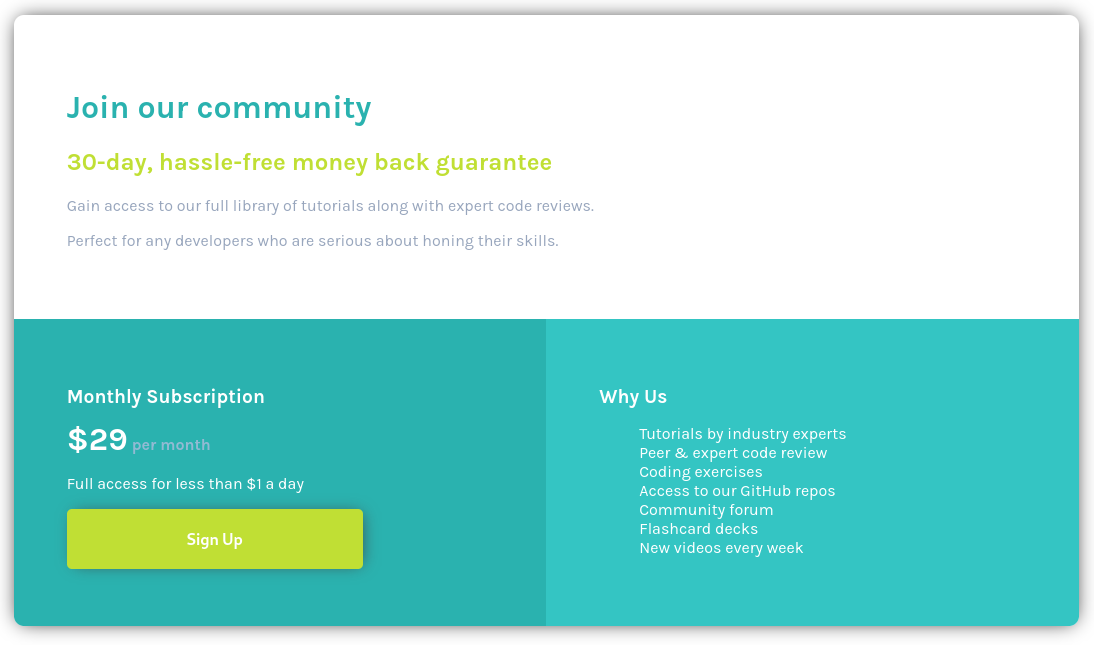 Join our community
30-day, hassle-free money back guarantee
Gain access to our full library of tutorials along with expert code reviews.
Perfect for any developers who are serious about honing their skills.
Monthly Subscription
$29 per month
Full access for less than $1 a day
Sign Up
Why Us
Tutorials by industry experts
Peer & expert code review
Coding exercises
Access to our GitHub repos
Community forum
Flashcard decks
New videos every week